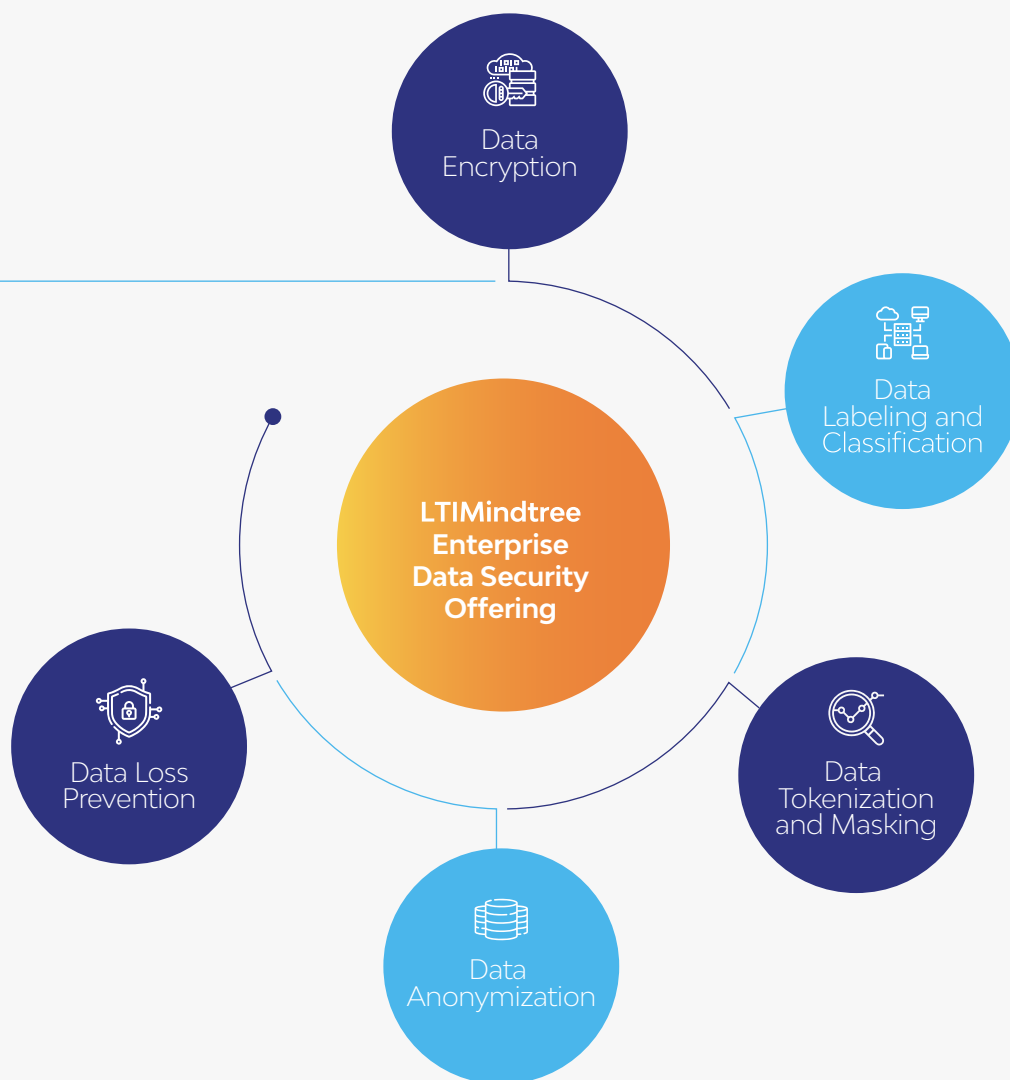 Data
Encryption
Data
Labeling and
Classification
LTIMindtree
Enterprise
Data Security
Offering
Data Loss
Prevention
Data
Tokenization
and Masking
Data
Anonymization